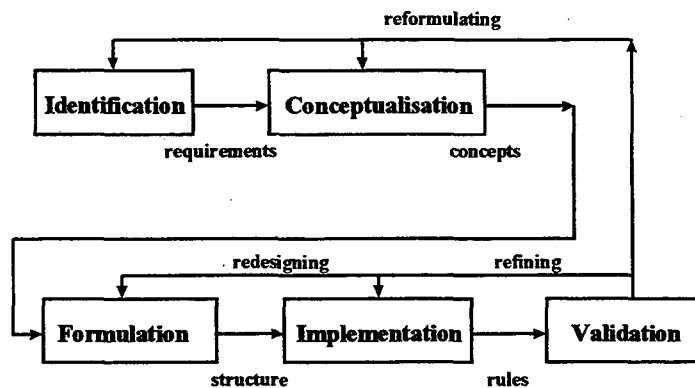 reformulating
Identification
Conceptualisation
requirements
concepts
redesigning
refining
Formulation
Implementation
Validation
structure
rules